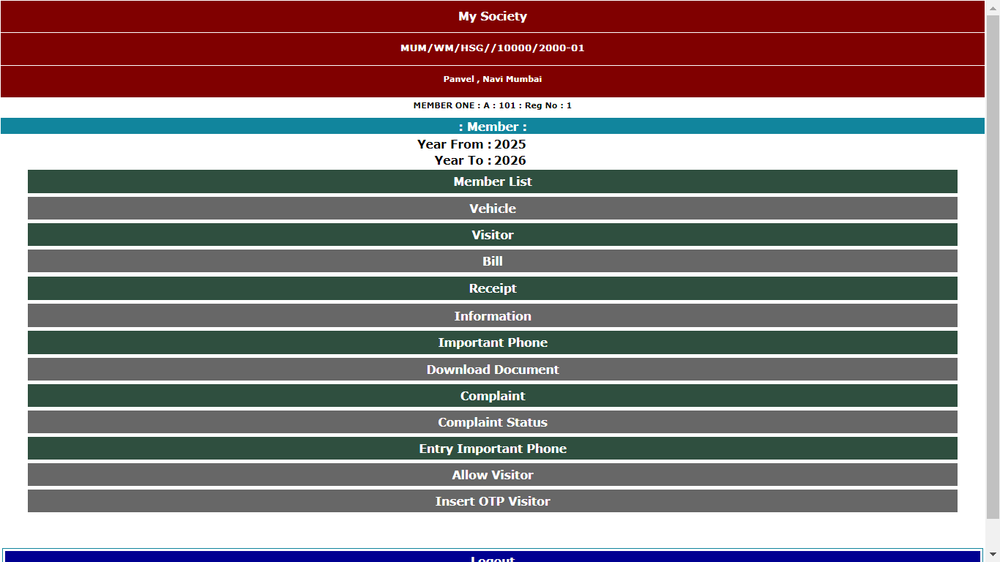 My Society
MUM/WM/HSG//10000/2000-01
Panvel , Navi Mumbai
MEMBER ONE : A : 101 : Reg No : 1
: Member :
Year From : 2025
Year To : 2026
Member List
Vehicle
Visitor
Bill
Receipt
Information
Important Phone
Download Document
Complaint
Complaint Status
Entry Important Phone
Allow Visitor
Insert OTP Visitor
Logout